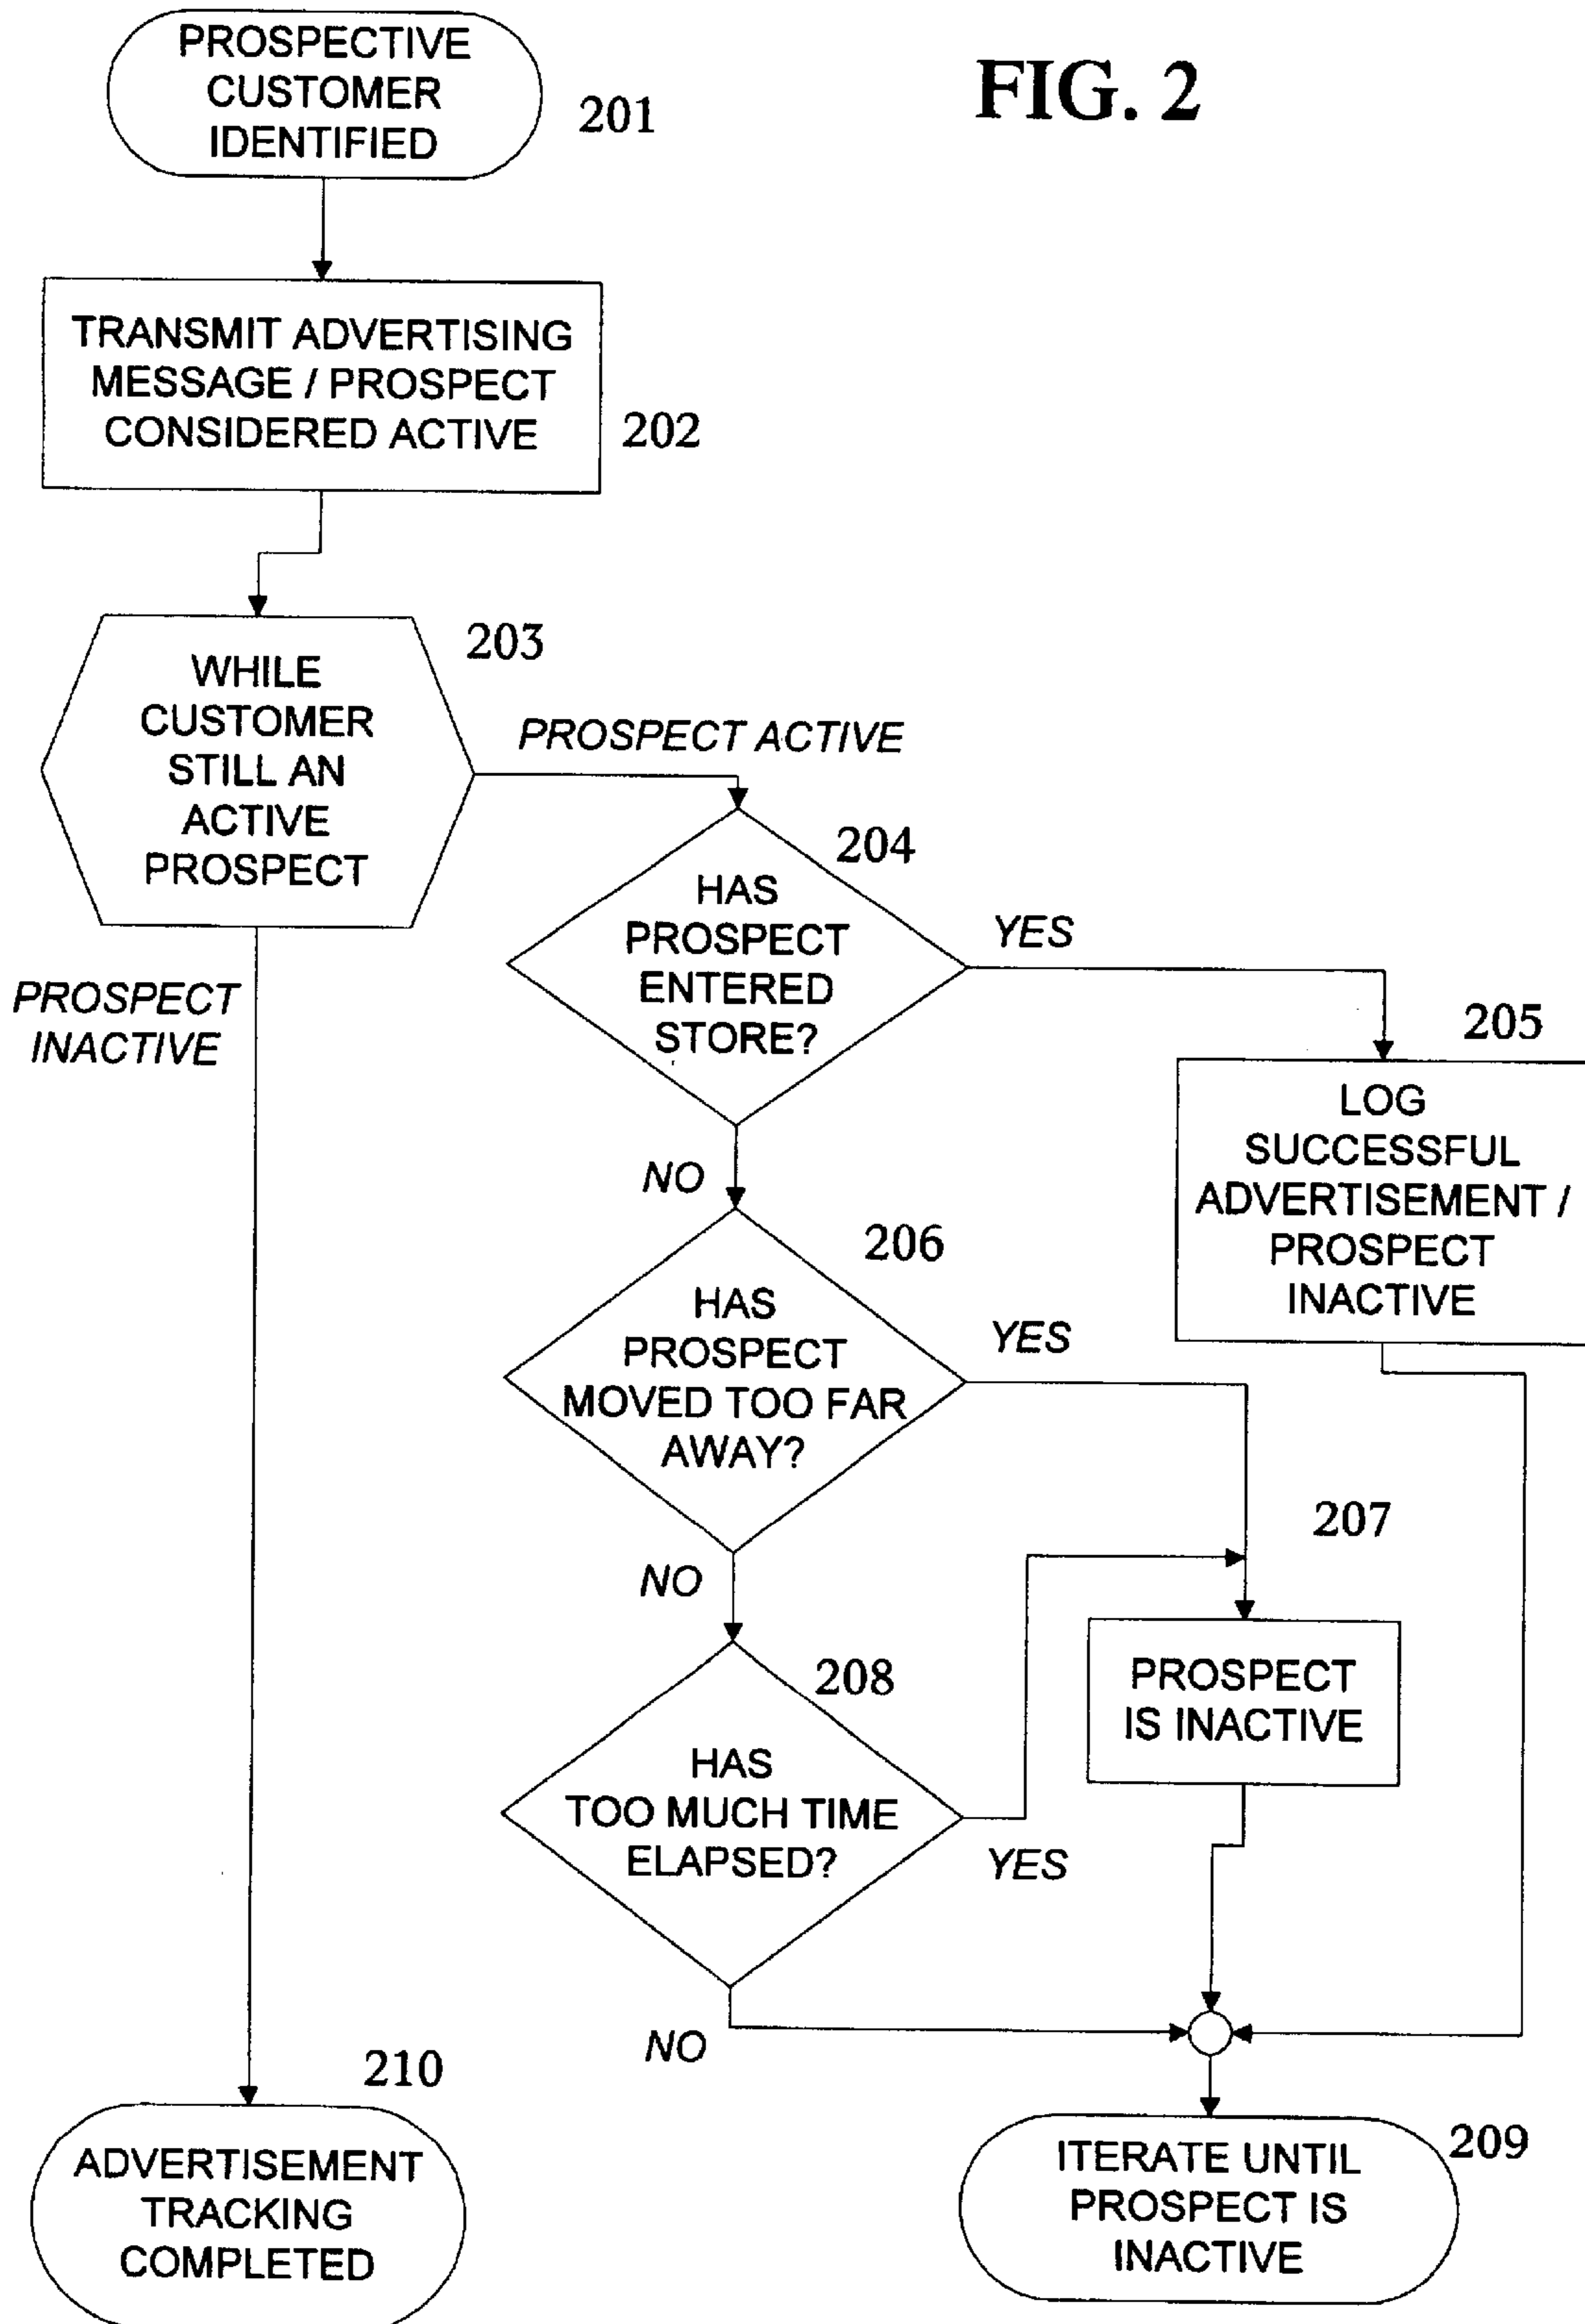 FIG. 2
PROSPECTIVE
CUSTOMER
IDENTIFIED
201
TRANSMIT ADVERTISING
MESSAGE / PROSPECT
CONSIDERED ACTIVE
202
203
WHILE
CUSTOMER
STILL AN
ACTIVE
PROSPECT
PROSPECT ACTIVE
PROSPECT
INACTIVE
204
HAS
PROSPECT
ENTERED
STORE?
YES
NO
205
LOG
SUCCESSFUL
ADVERTISEMENT /
PROSPECT
INACTIVE
206
HAS
PROSPECT
MOVED TOO FAR
AWAY?
YES
NO
207
PROSPECT
IS INACTIVE
208
HAS
TOO MUCH TIME
ELAPSED?
YES
NO
210
ADVERTISEMENT
TRACKING
COMPLETED
209
ITERATE UNTIL
PROSPECT IS
INACTIVE